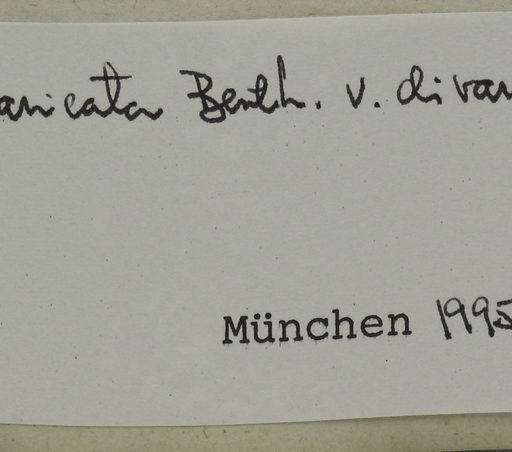 aricata Benth. v. divar
München 1995